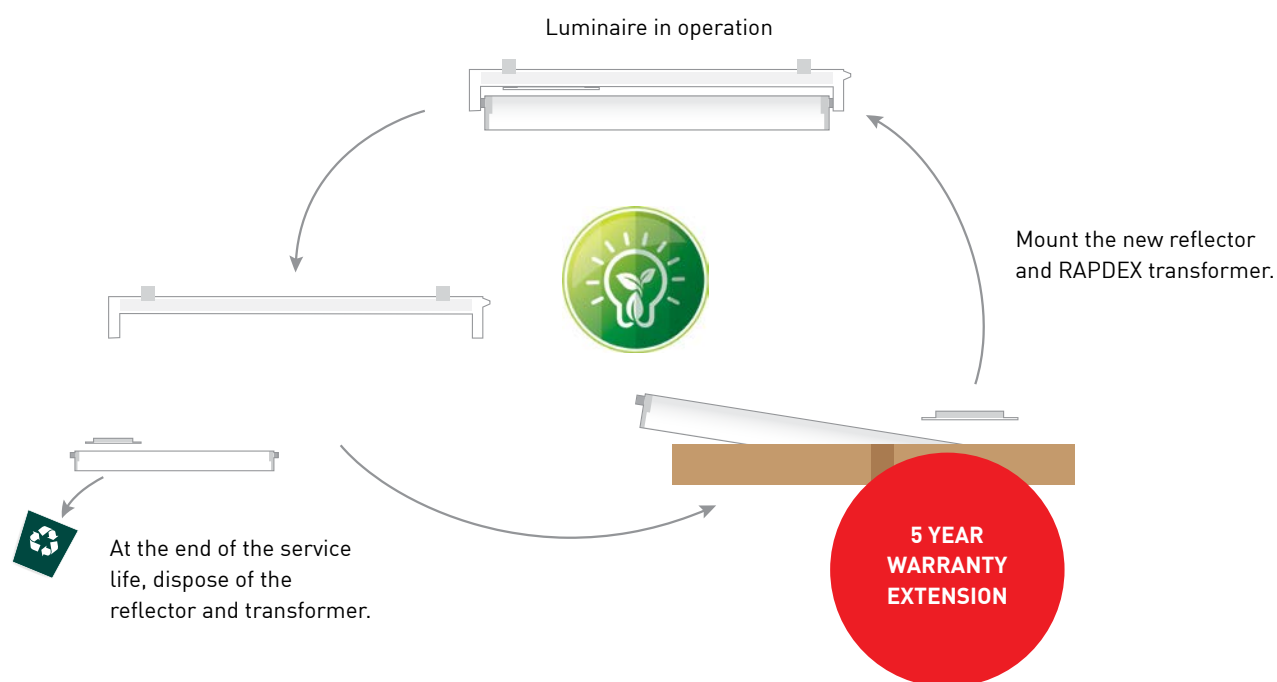 Luminaire in operation
Mount the new reflector
and RAPDEX transformer.
At the end of the service
life, dispose of the
reflector and transformer.
5 YEAR
WARRANTY
EXTENSION